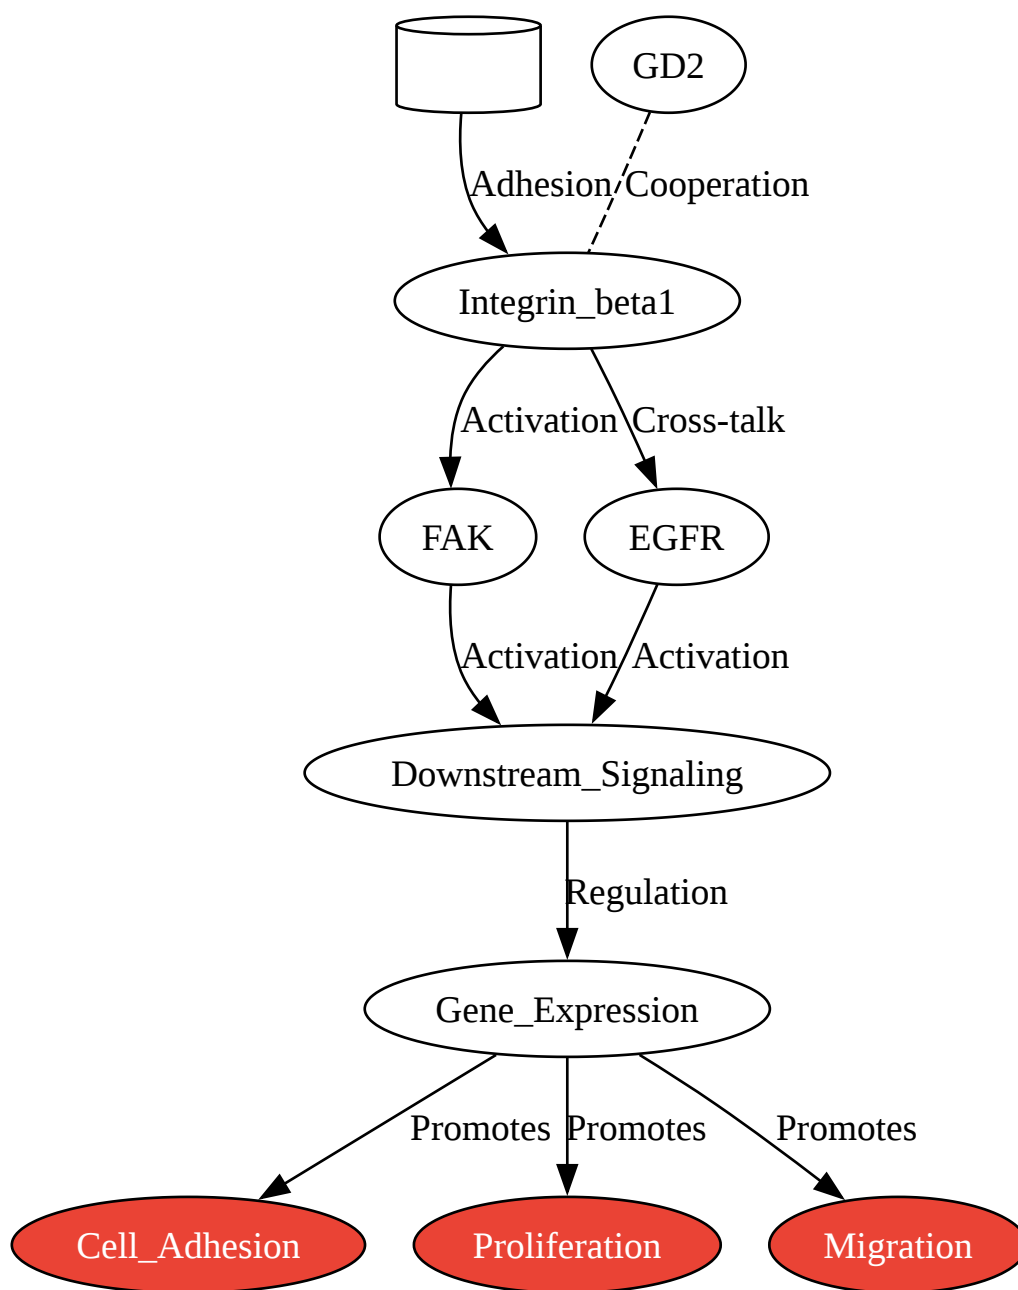 GD2
Adhesion
Cooperation
Integrin_beta1
Activation
Cross-talk
FAK
EGFR
Activation
Activation
Downstream_Signaling
Regulation
Gene_Expression
Promotes
Promotes
Promotes
Cell_Adhesion
Proliferation
Migration